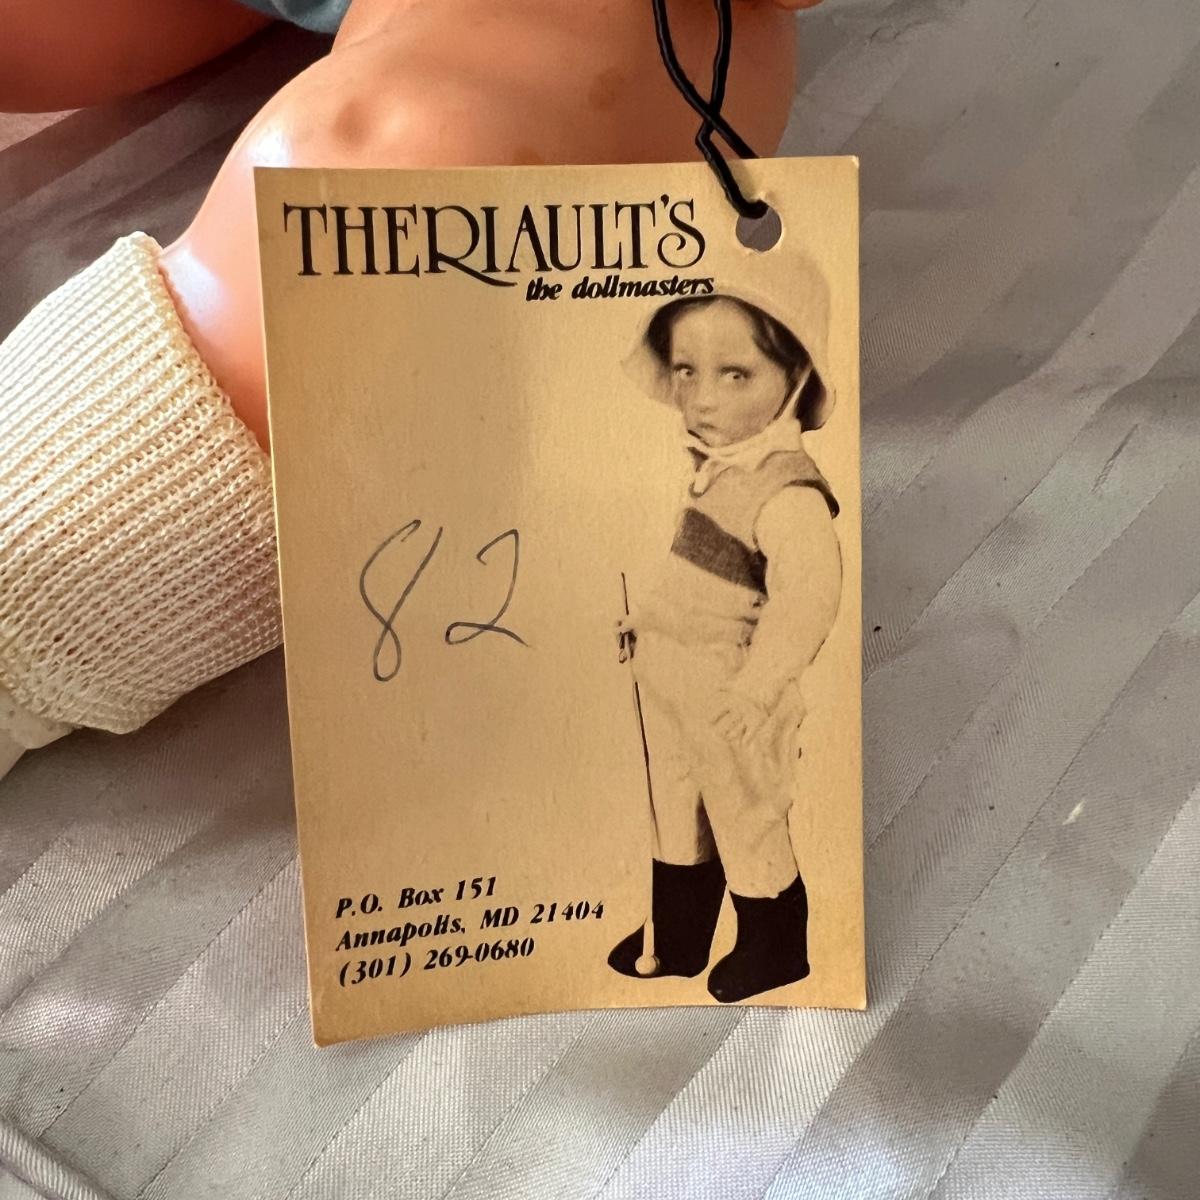 THERIAULT'S
the dollmasters
82
P.O. Box 151
Annapolis, MD 21404
(301) 269-0680